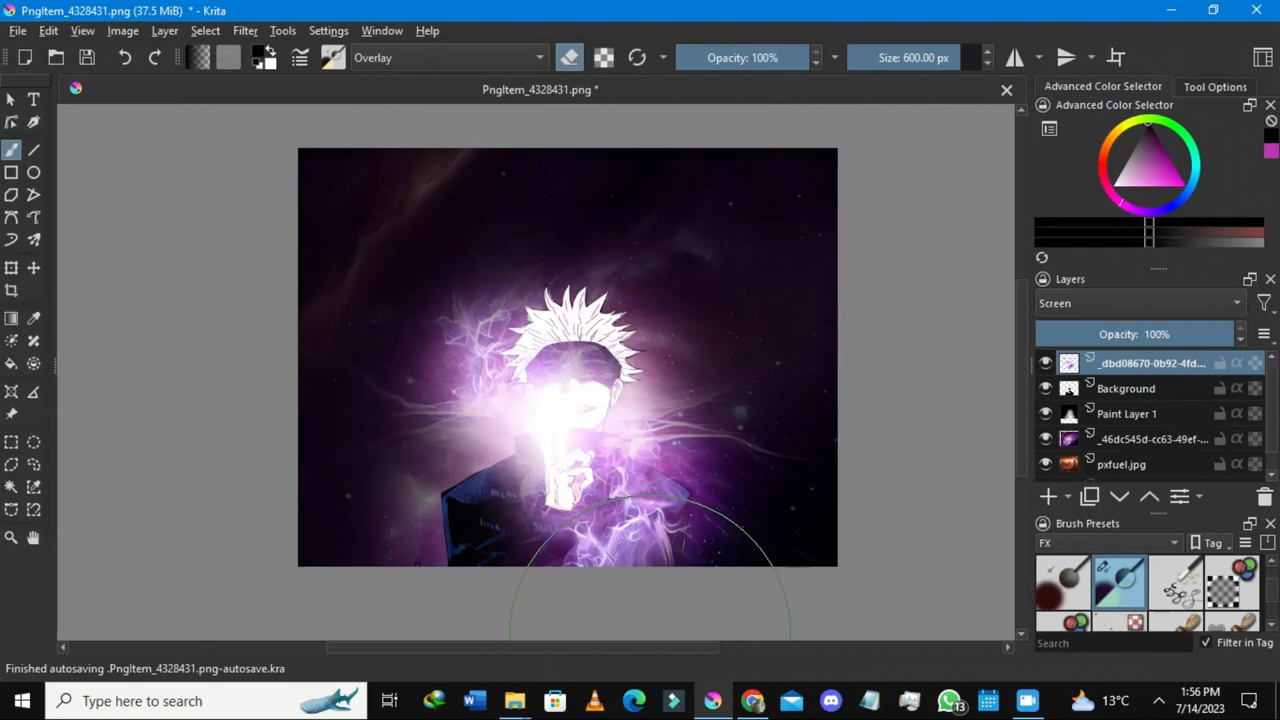 PngItem_4328431.png (37.5 MiB) * - Krita
File Edit View Image Layer Select Filter Tools Settings Window Help
Overlay Opacity: 100% Size: 600.00 px
PngItem_4328431.png *
Advanced Color Selector Tool Options
Advanced Color Selector
Layers
Screen
Opacity: 100%
_dbd08670-0b92-4fd...
Background
Paint Layer 1
_46dc545d-cc63-49ef-...
pxfuel.jpg
Brush Presets
FX Tag
Search Filter in Tag
Finished autosaving .PngItem_4328431.png-autosave.kra
Type here to search
13
13°C
1:56 PM
7/14/2023